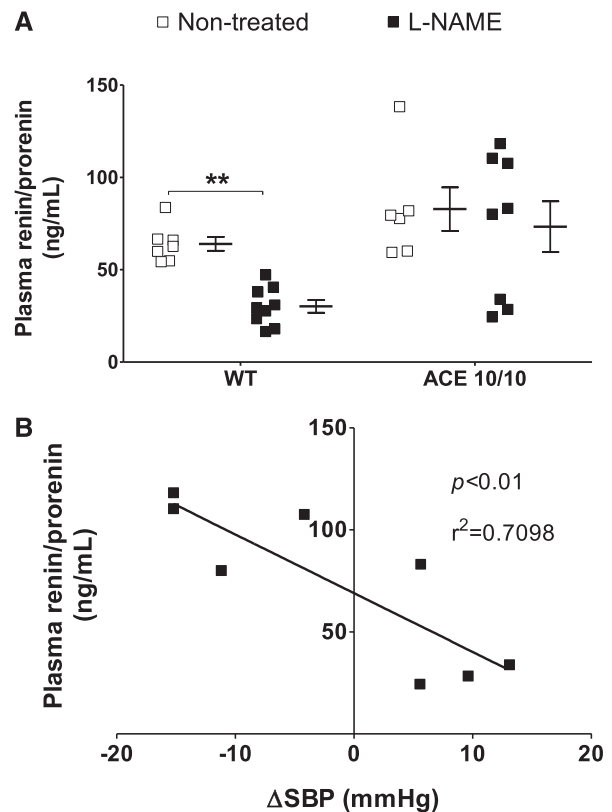 A
□ Non-treated ■ L-NAME
Plasma renin/prorenin
(ng/mL)
150
100
50
0
**
WT ACE 10/10
B
Plasma renin/prorenin
(ng/mL)
150
100
50
p<0.01
r²=0.7098
-20 -10 0 10 20
ΔSBP (mmHg)